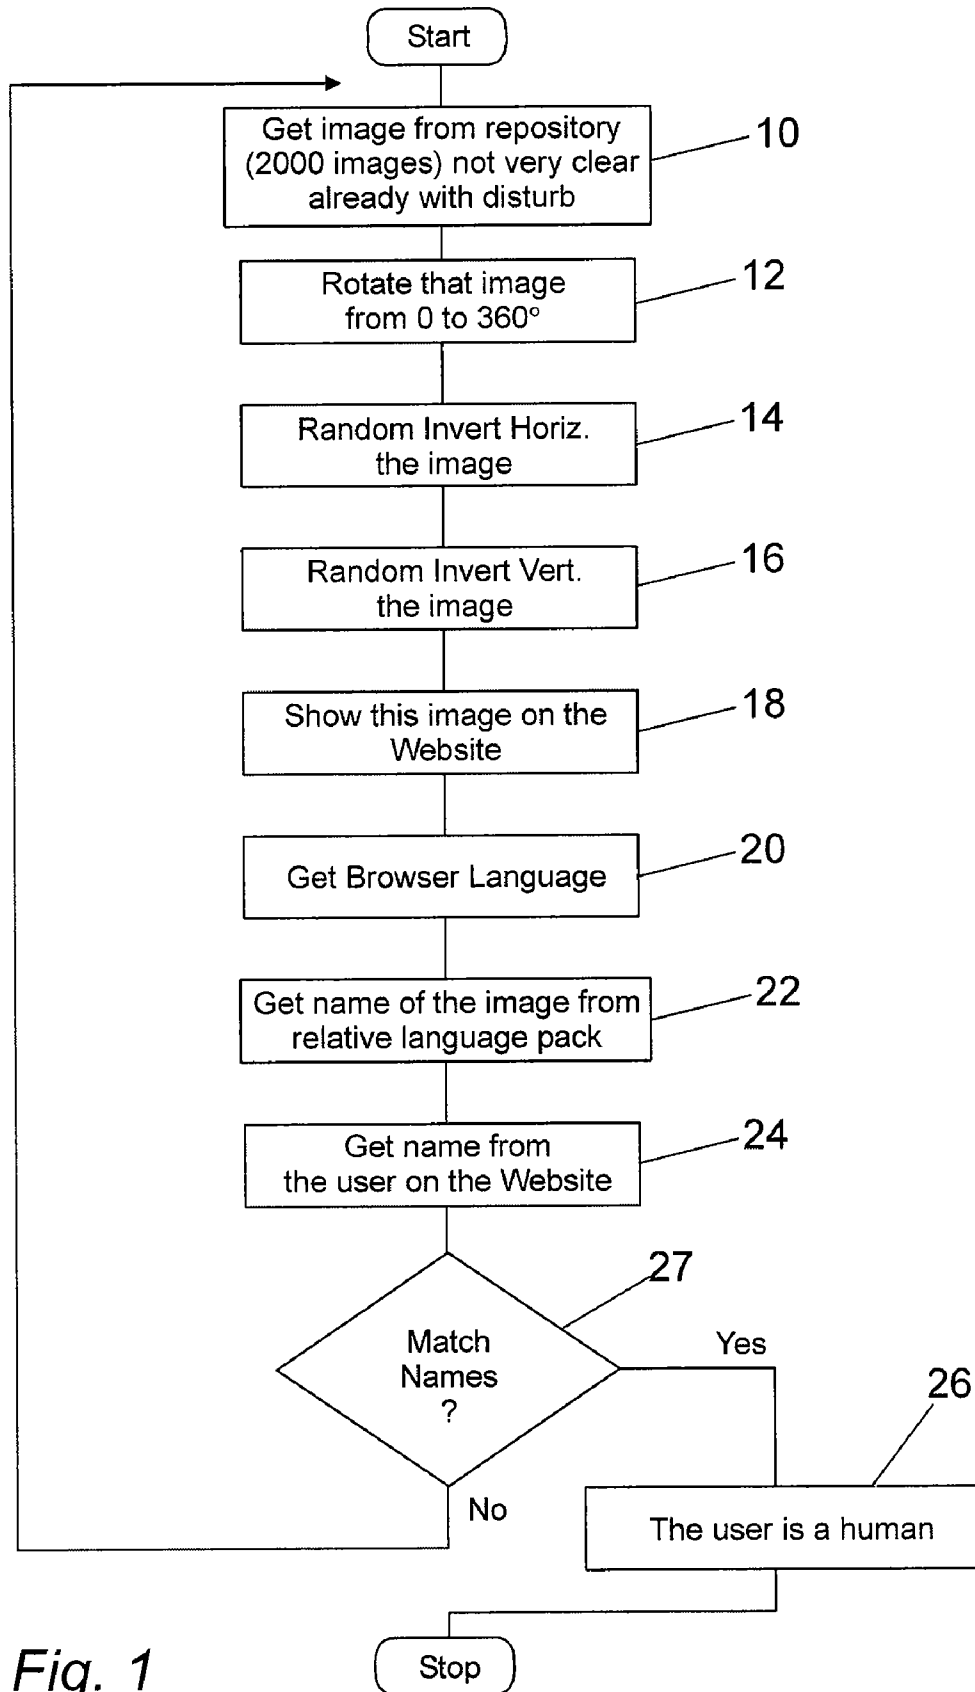 Start
Get image from repository
(2000 images) not very clear
already with disturb
10
Rotate that image
from 0 to 360°
12
Random Invert Horiz.
the image
14
Random Invert Vert.
the image
16
Show this image on the
Website
18
Get Browser Language
20
Get name of the image from
relative language pack
22
Get name from
the user on the Website
24
27
Match
Names
?
Yes
No
26
The user is a human
Stop
Fig. 1